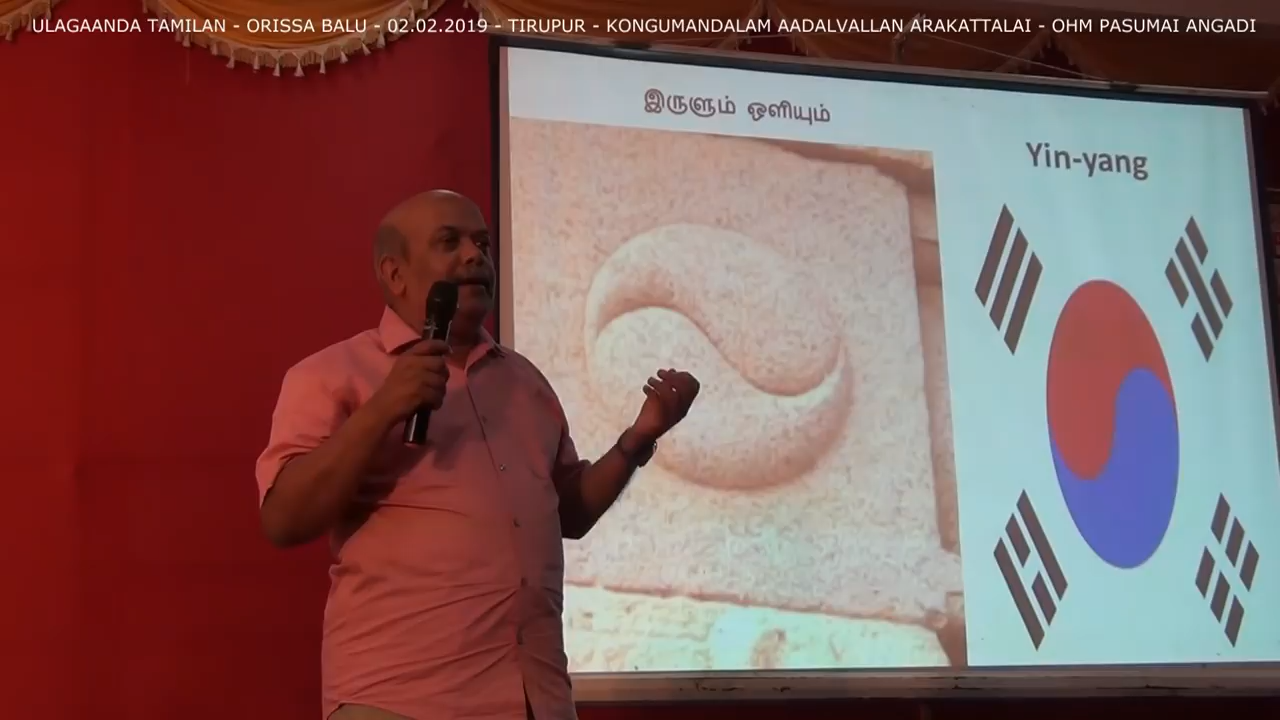 ULAGAANDA TAMILAN - ORISSA BALU - 02.02.2019 - TIRUPUR - KONGUMANDALAM AADALVALLAN ARAKATTALAI - OHM PASUMAI ANGADI
இருளும் ஒளியும்
Yin-yang